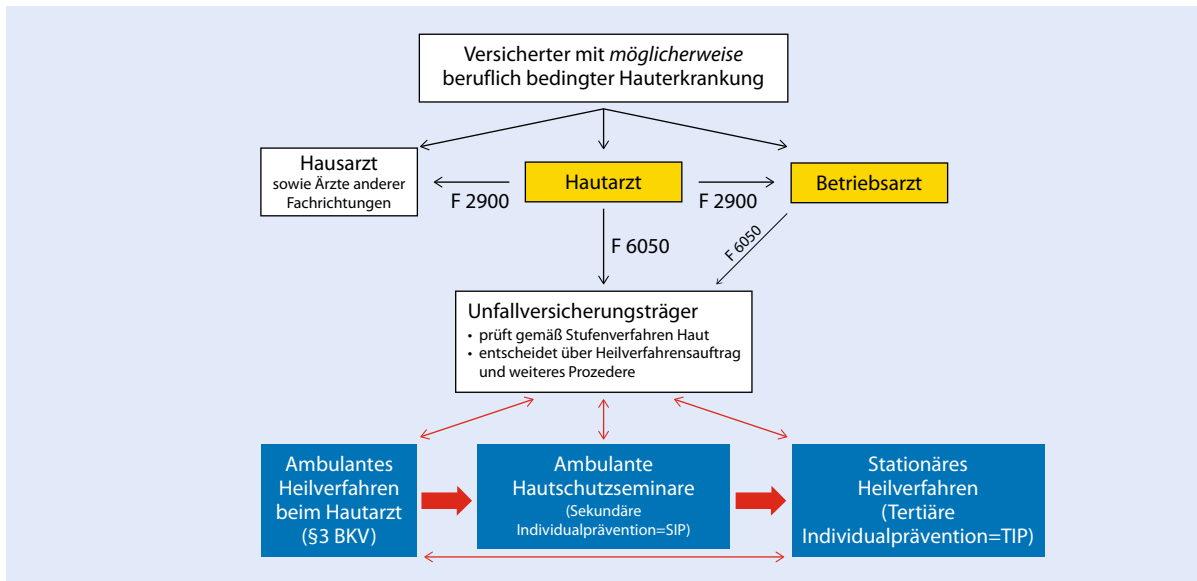 Versicherter mit möglicherweise
beruflich bedingter Hauterkrankung
Hausarzt
sowie Ärzte anderer
Fachrichtungen
F 2900
Hautarzt
F 2900
Betriebsarzt
F 6050
F 6050
Unfallversicherungsträger
• prüft gemäß Stufenverfahren Haut
• entscheidet über Heilverfahrensauftrag
und weiteres Prozedere
Ambulantes
Heilverfahren
beim Hautarzt
(§3 BKV)
Ambulante
Hautschutzseminare
(Sekundäre
Individualprävention=SIP)
Stationäres
Heilverfahren
(Tertiäre
Individualprävention=TIP)